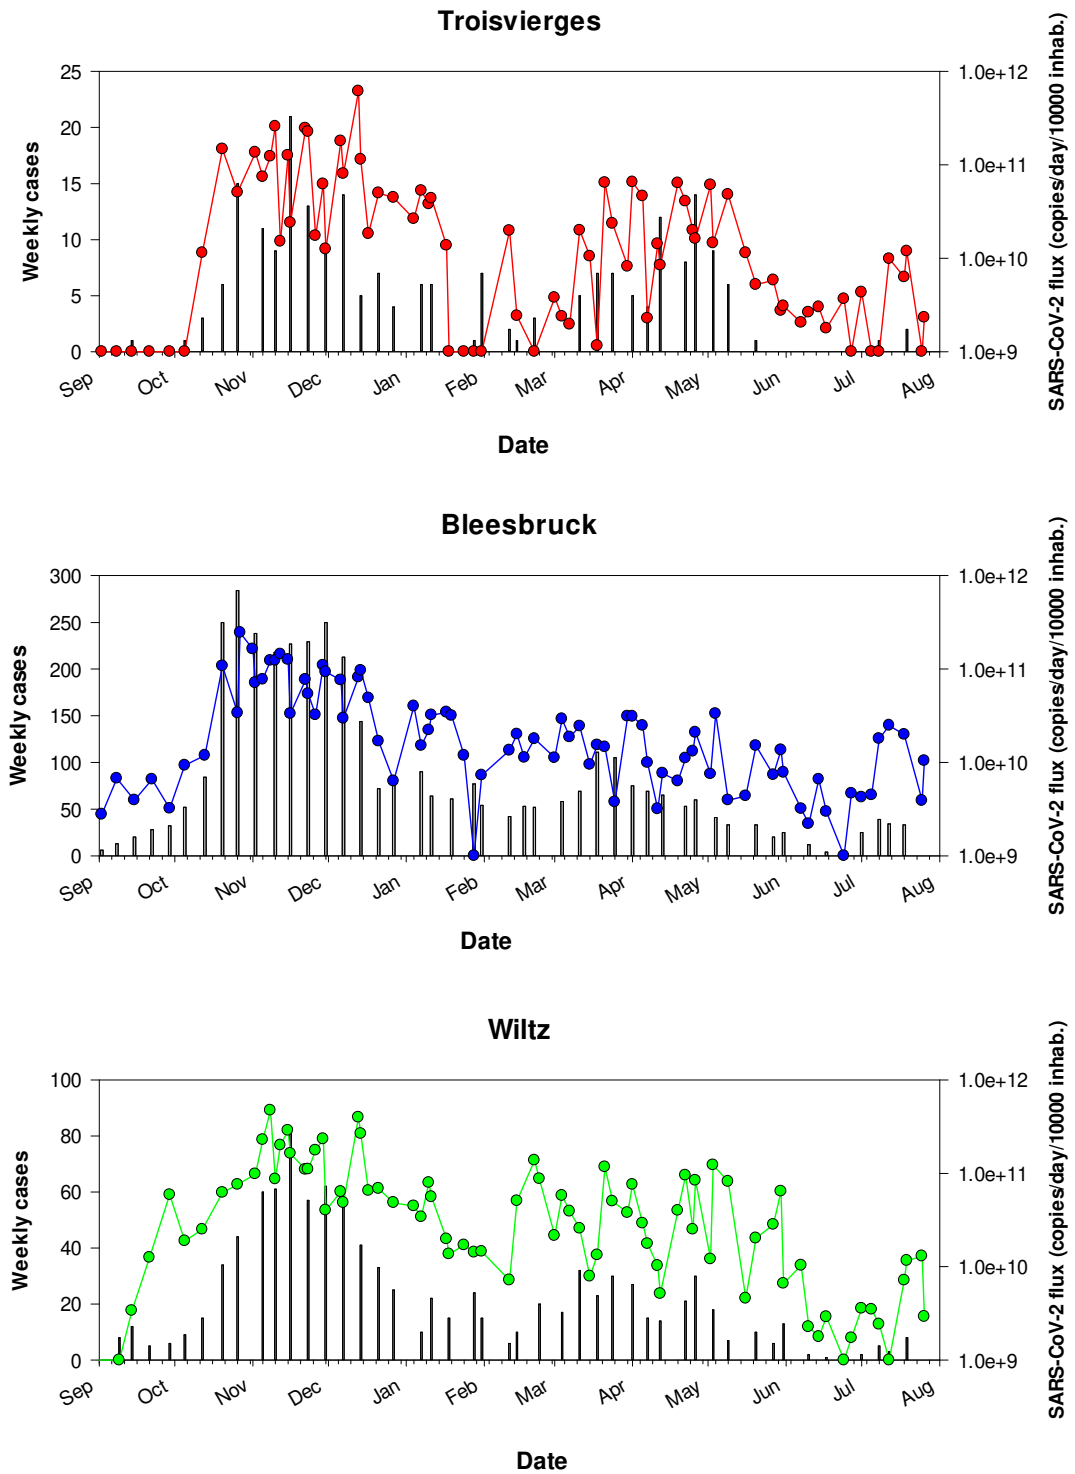 Troisvierges
SARS-CoV-2 flux (copies/day/10000 inhab.)
Weekly cases
25
20
15
10
5
0
1.0e+12
1.0e+11
1.0e+10
1.0e+9
Sep Oct Nov Dec Jan Feb Mar Apr May Jun Jul Aug
Date
Bleesbruck
SARS-CoV-2 flux (copies/day/10000 inhab.)
Weekly cases
300
250
200
150
100
50
0
1.0e+12
1.0e+11
1.0e+10
1.0e+9
Sep Oct Nov Dec Jan Feb Mar Apr May Jun Jul Aug
Date
Wiltz
SARS-CoV-2 flux (copies/day/10000 inhab.)
Weekly cases
100
80
60
40
20
0
1.0e+12
1.0e+11
1.0e+10
1.0e+9
Sep Oct Nov Dec Jan Feb Mar Apr May Jun Jul Aug
Date